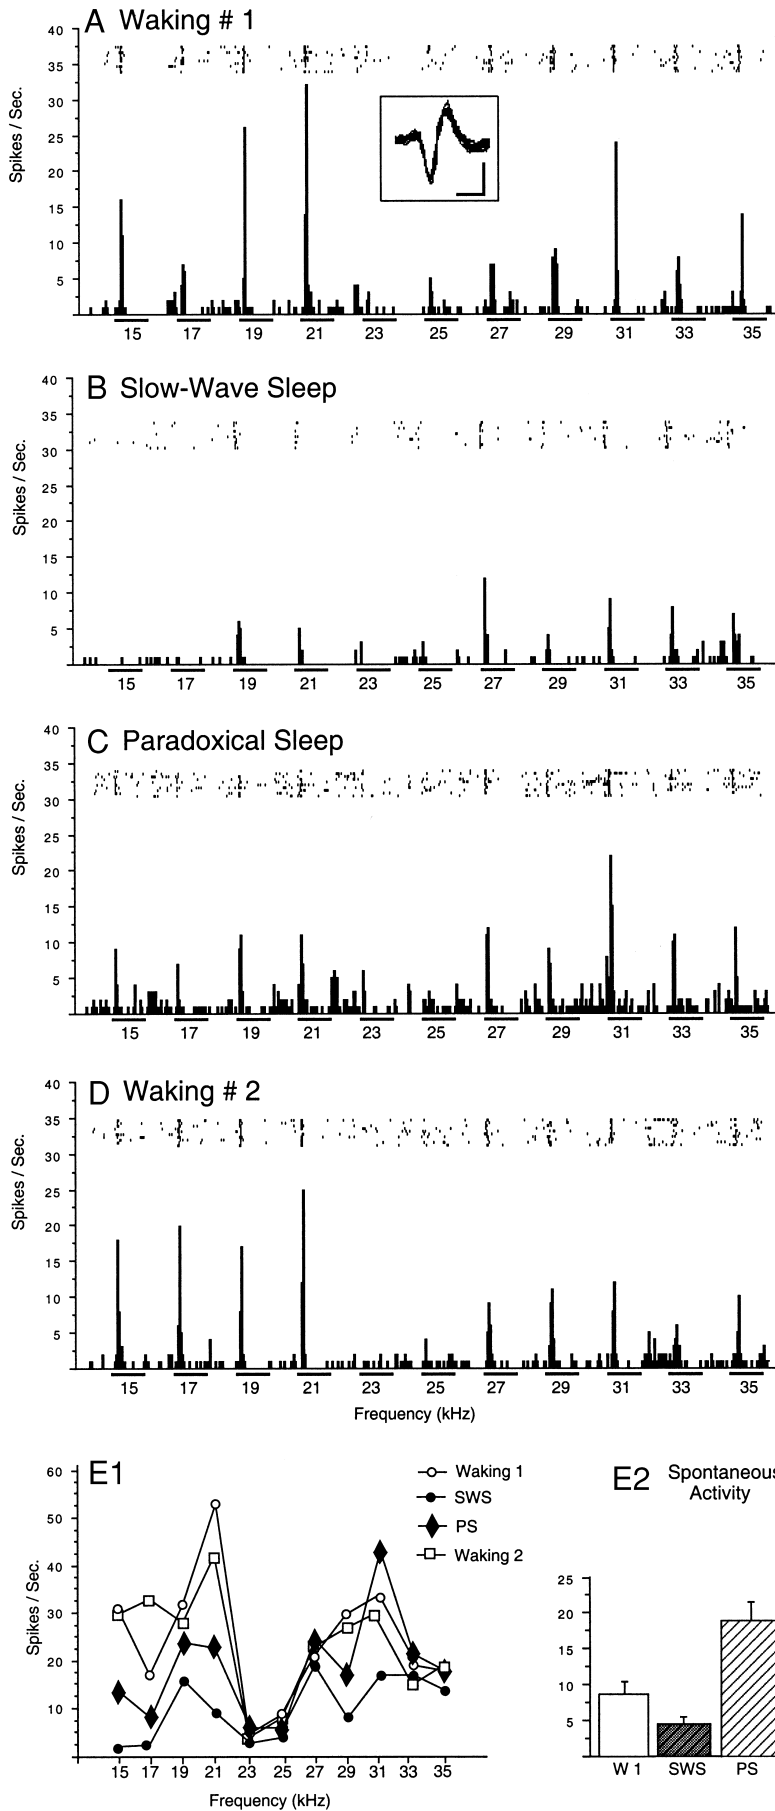 A Waking # 1
40
35
30
25
20
15
10
5
Spikes / Sec.
15 17 19 21 23 25 27 29 31 33 35
B Slow-Wave Sleep
40
35
30
25
20
15
10
5
Spikes / Sec.
15 17 19 21 23 25 27 29 31 33 35
C Paradoxical Sleep
40
35
30
25
20
15
10
5
Spikes / Sec.
15 17 19 21 23 25 27 29 31 33 35
D Waking # 2
40
35
30
25
20
15
10
5
Spikes / Sec.
15 17 19 21 23 25 27 29 31 33 35
Frequency (kHz)
E1
60
50
40
30
20
10
Spikes / Sec.
Waking 1
SWS
PS
Waking 2
15 17 19 21 23 25 27 29 31 33 35
Frequency (kHz)
E2 Spontaneous
Activity
25
20
15
10
5
W 1 SWS PS